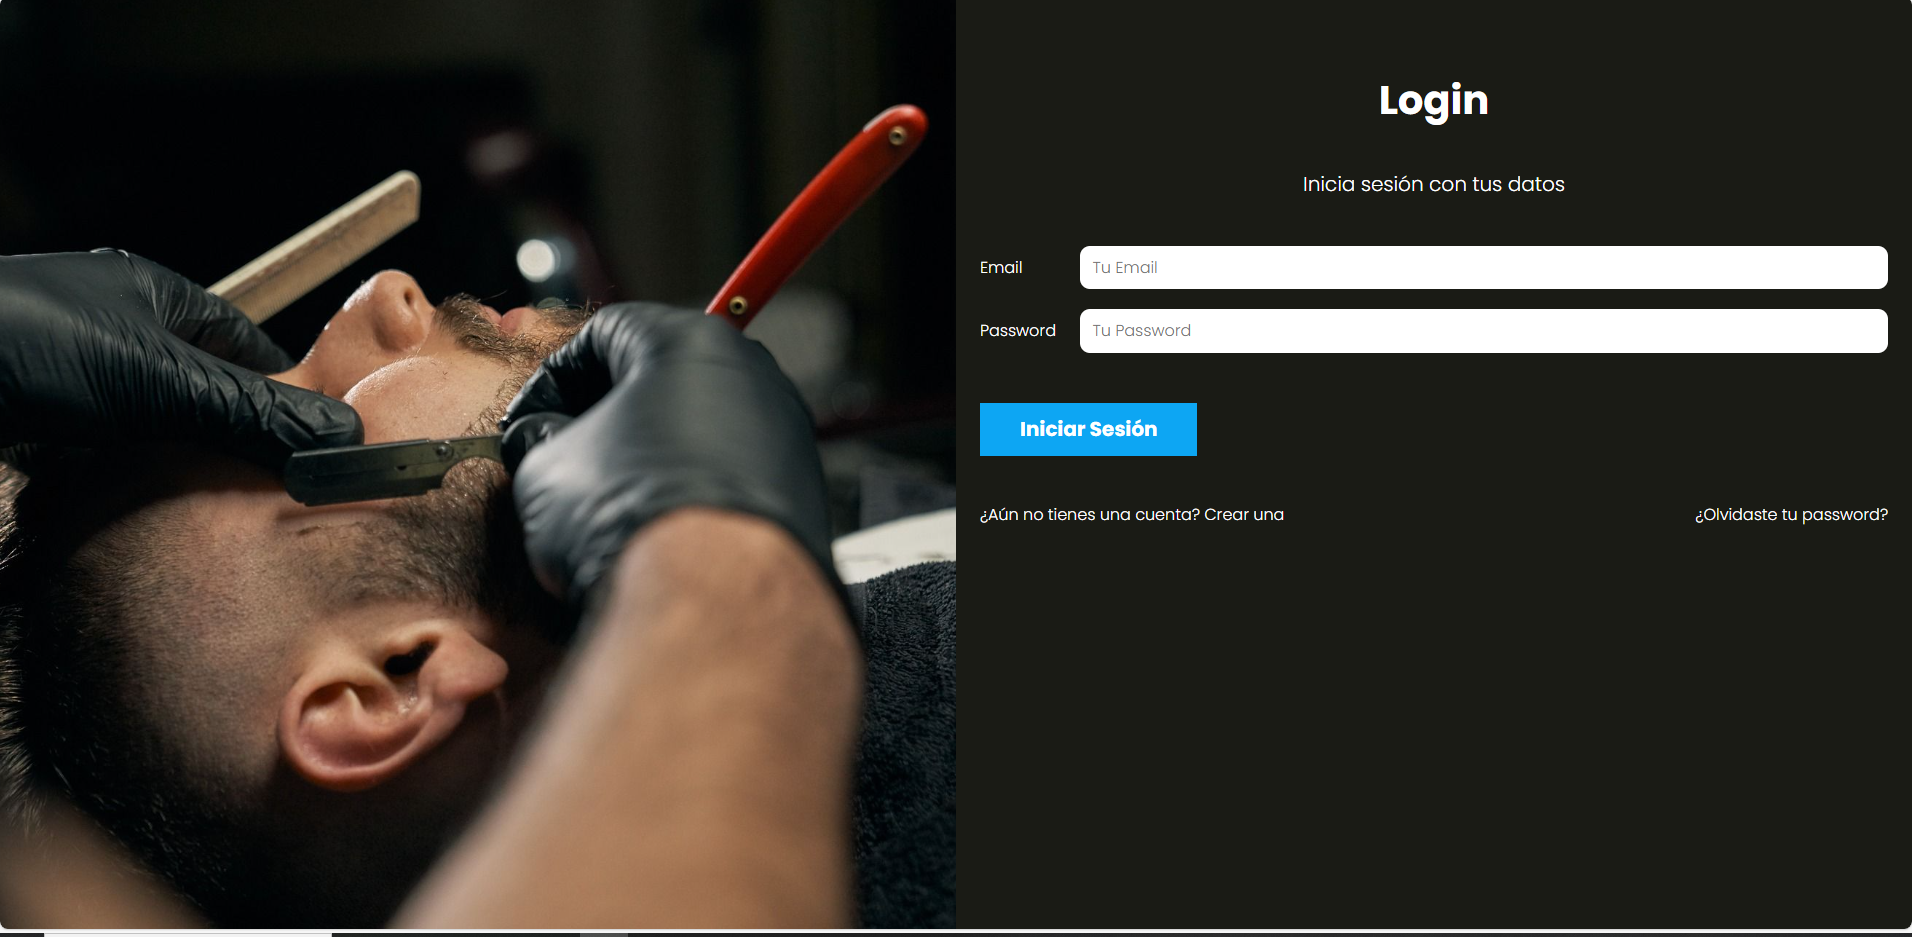 Login
Inicia sesión con tus datos
Email
Tu Email
Password
Tu Password
Iniciar Sesión
¿Aún no tienes una cuenta? Crear una
¿Olvidaste tu password?